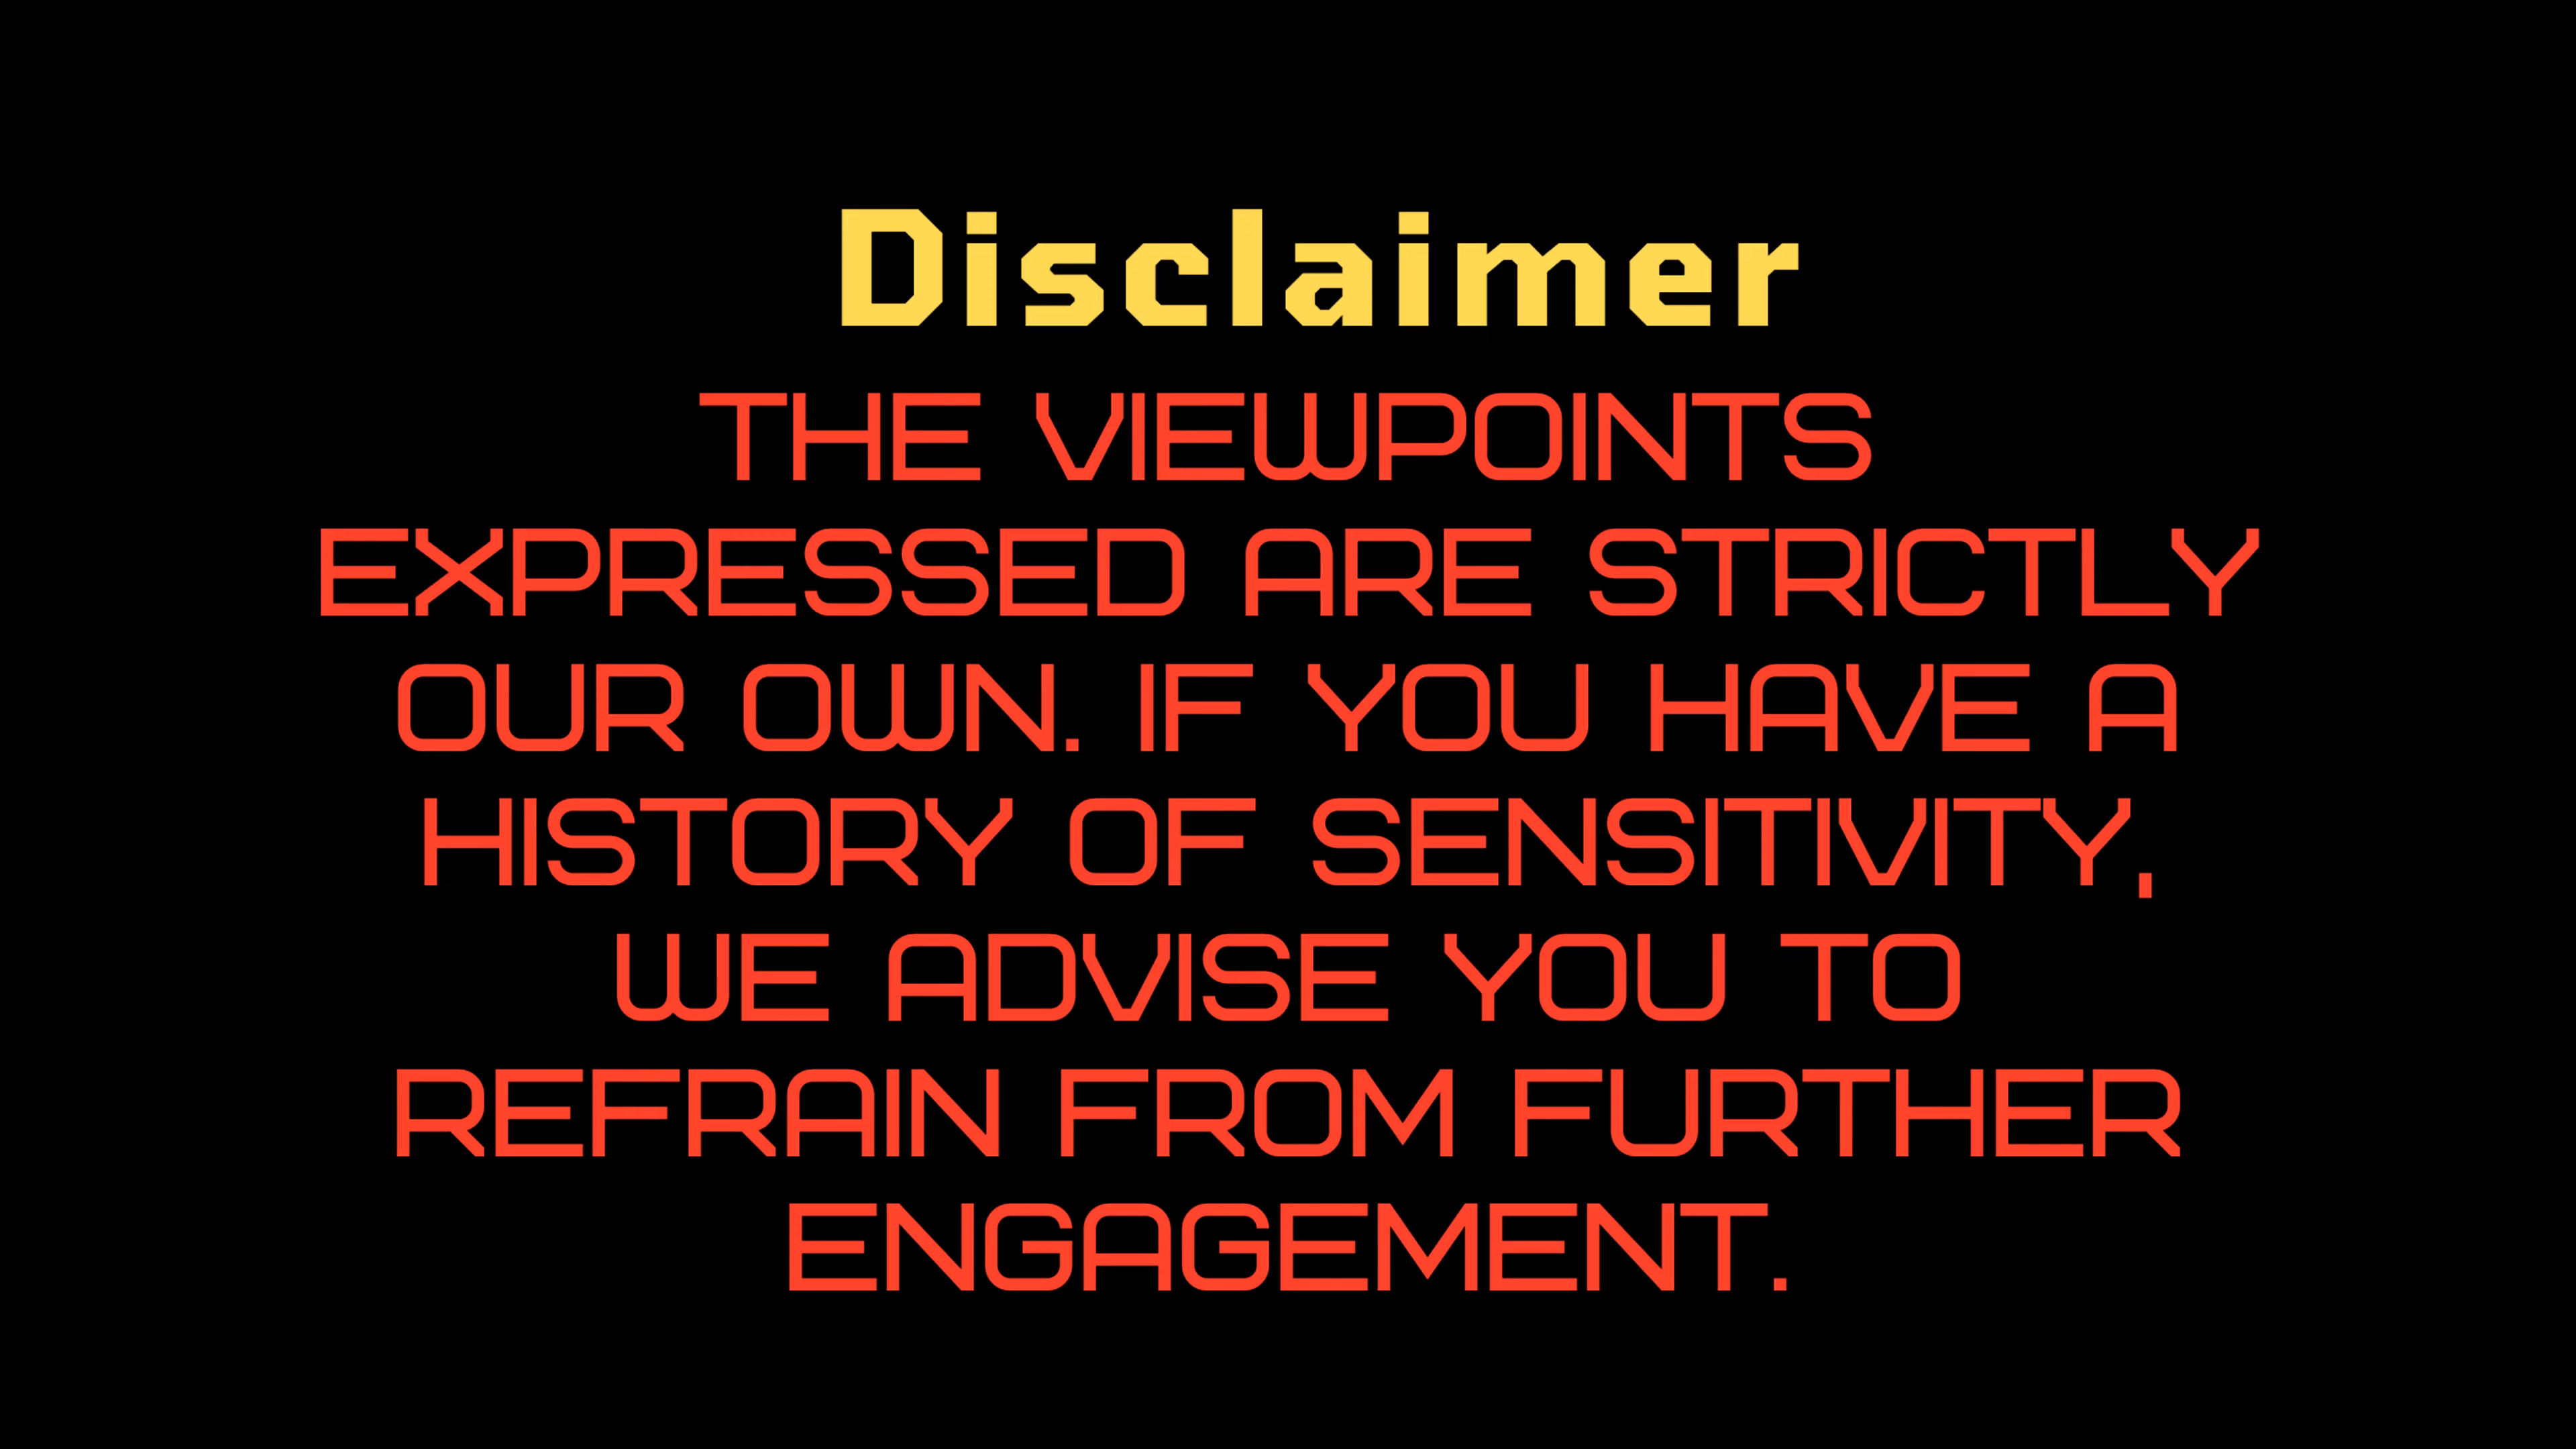 Disclaimer
THE VIEWPOINTS
EXPRESSED ARE STRICTLY
OUR OWN. IF YOU HAVE A
HISTORY OF SENSITIVITY,
WE ADVISE YOU TO
REFRAIN FROM FURTHER
ENGAGEMENT.